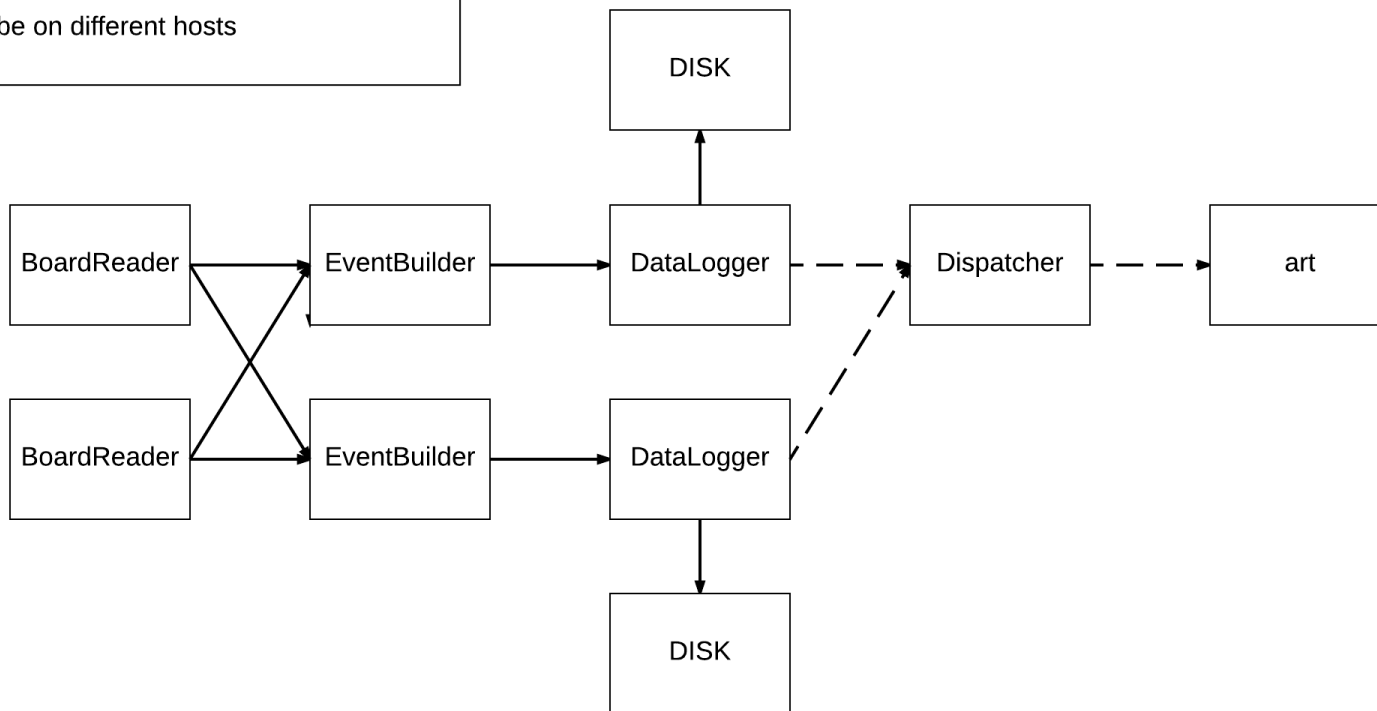 be on different hosts
DISK
BoardReader
EventBuilder
DataLogger
Dispatcher
art
BoardReader
EventBuilder
DataLogger
DISK